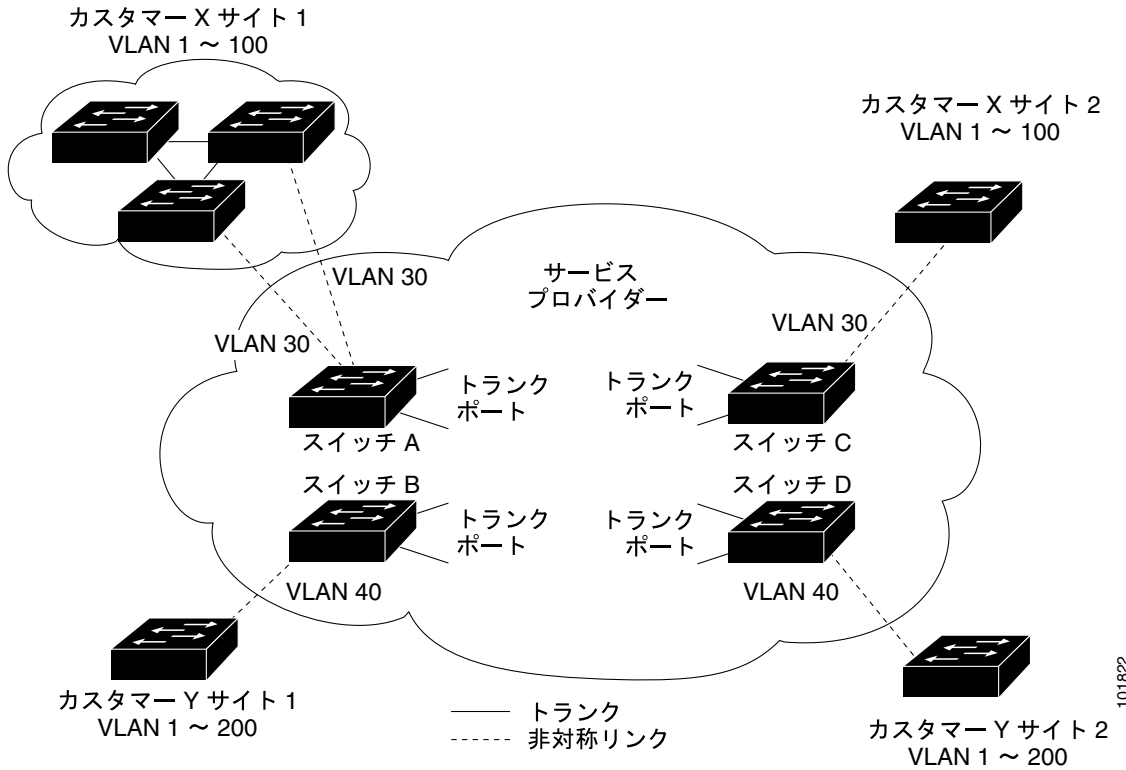 カスタマー X サイト 1
VLAN 1 ～ 100
カスタマー X サイト 2
VLAN 1 ～ 100
VLAN 30
サービス
プロバイダー
VLAN 30
VLAN 30
トランク
ポート
トランク
ポート
スイッチ A
スイッチ C
スイッチ B
スイッチ D
トランク
ポート
トランク
ポート
VLAN 40
VLAN 40
カスタマー Y サイト 1
VLAN 1 ～ 200
トランク
非対称リンク
カスタマー Y サイト 2
VLAN 1 ～ 200
101822